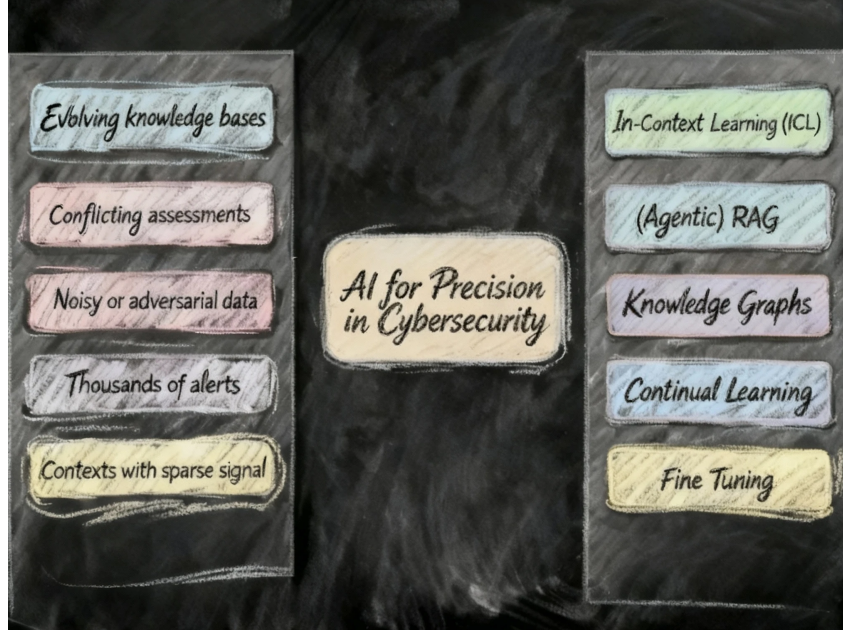 Evolving knowledge bases
Conflicting assessments
Noisy or adversarial data
Thousands of alerts
Contexts with sparse signal
AI for Precision
in Cybersecurity
In-Context Learning (ICL)
(Agentic) RAG
Knowledge Graphs
Continual Learning
Fine Tuning